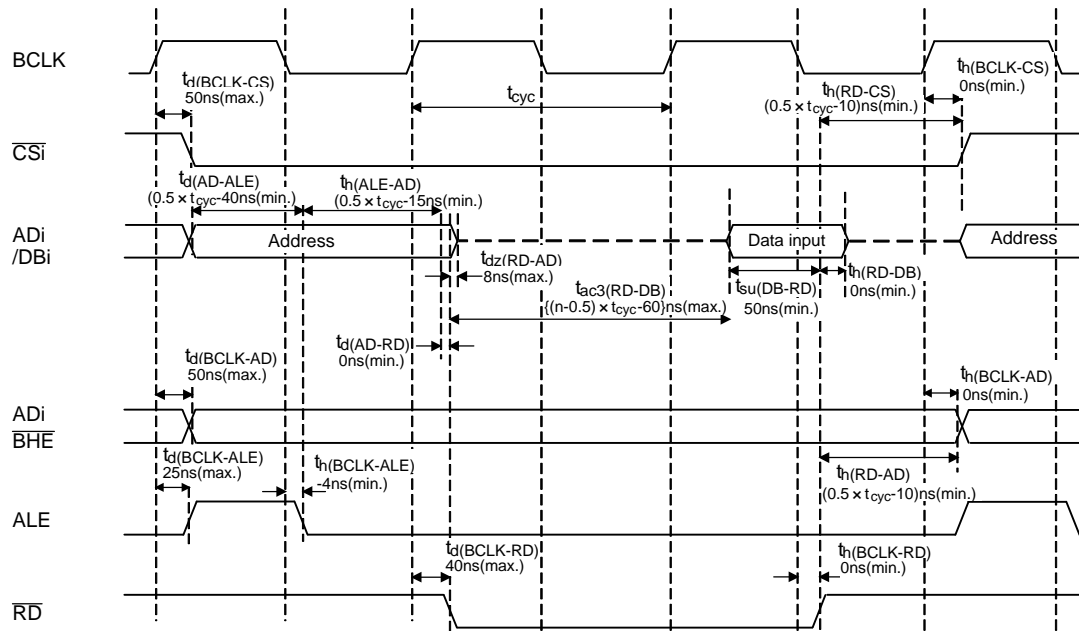 BCLK
td(BCLK-CS)
50ns(max.)
tcyc
th(RD-CS)
(0.5 × tcyc-10)ns(min.)
th(BCLK-CS)
0ns(min.)
CSi
td(AD-ALE)
(0.5 × tcyc-40ns(min.)
th(ALE-AD)
(0.5 × tcyc-15ns(min.)
ADi
/DBi
Address
Data input
Address
tdz(RD-AD)
8ns(max.)
tac3(RD-DB)
{(n-0.5) × tcyc-60}ns(max.)
tsu(DB-RD)
50ns(min.)
th(RD-DB)
0ns(min.)
td(AD-RD)
0ns(min.)
td(BCLK-AD)
50ns(max.)
th(BCLK-AD)
0ns(min.)
ADi
BHE
td(BCLK-ALE)
25ns(max.)
th(BCLK-ALE)
-4ns(min.)
th(RD-AD)
(0.5 × tcyc-10)ns(min.)
ALE
td(BCLK-RD)
40ns(max.)
th(BCLK-RD)
0ns(min.)
RD